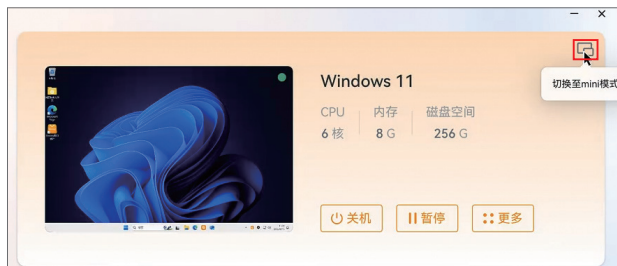 切换至mini模式
Windows 11
CPU 内存 磁盘空间
6 核 8 G 256 G
关机 暂停 更多